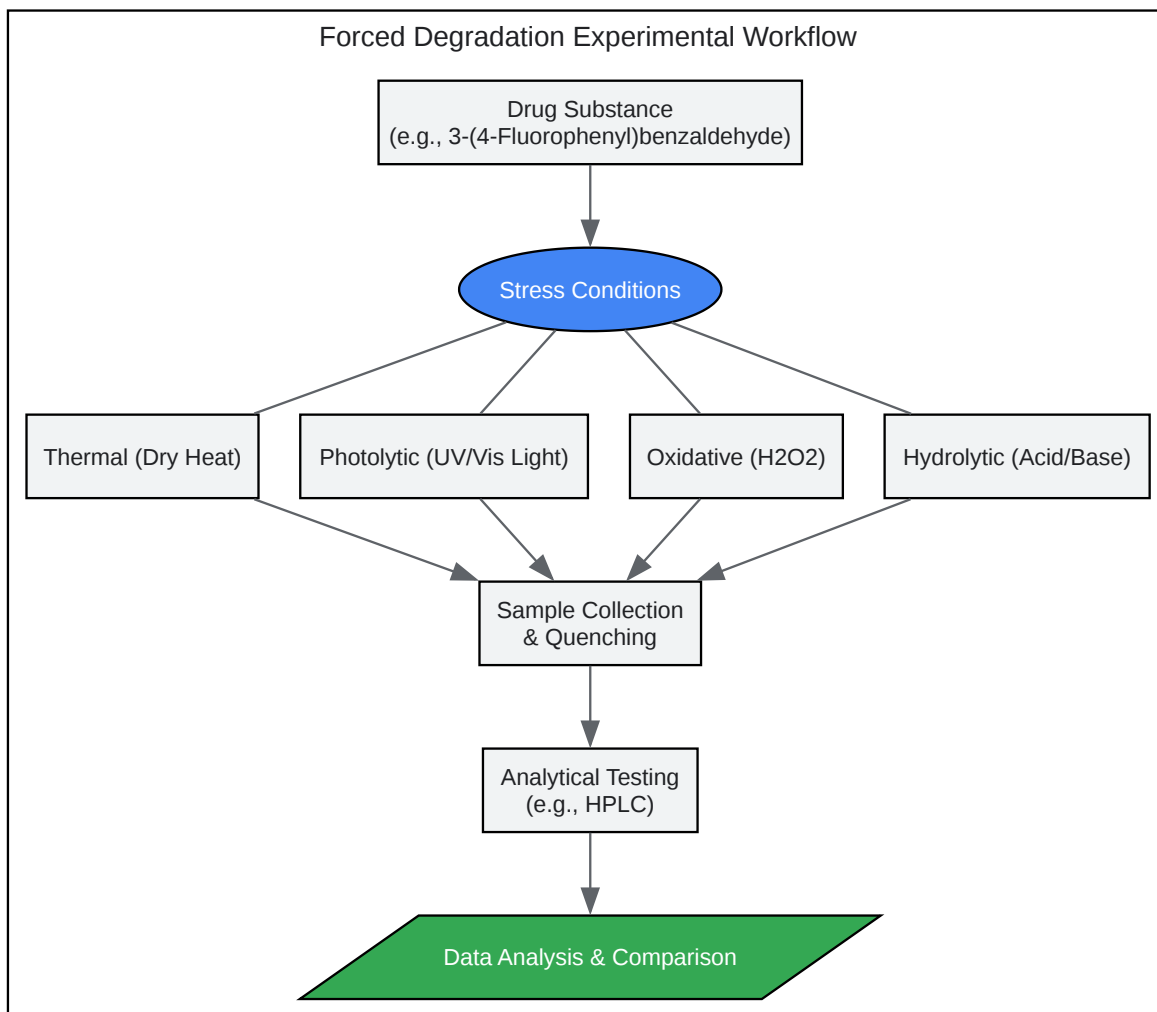 Forced Degradation Experimental Workflow
Drug Substance
(e.g., 3-(4-Fluorophenyl)benzaldehyde)
Stress Conditions
Thermal (Dry Heat)
Photolytic (UV/Vis Light)
Oxidative (H2O2)
Hydrolytic (Acid/Base)
Sample Collection
& Quenching
Analytical Testing
(e.g., HPLC)
Data Analysis & Comparison